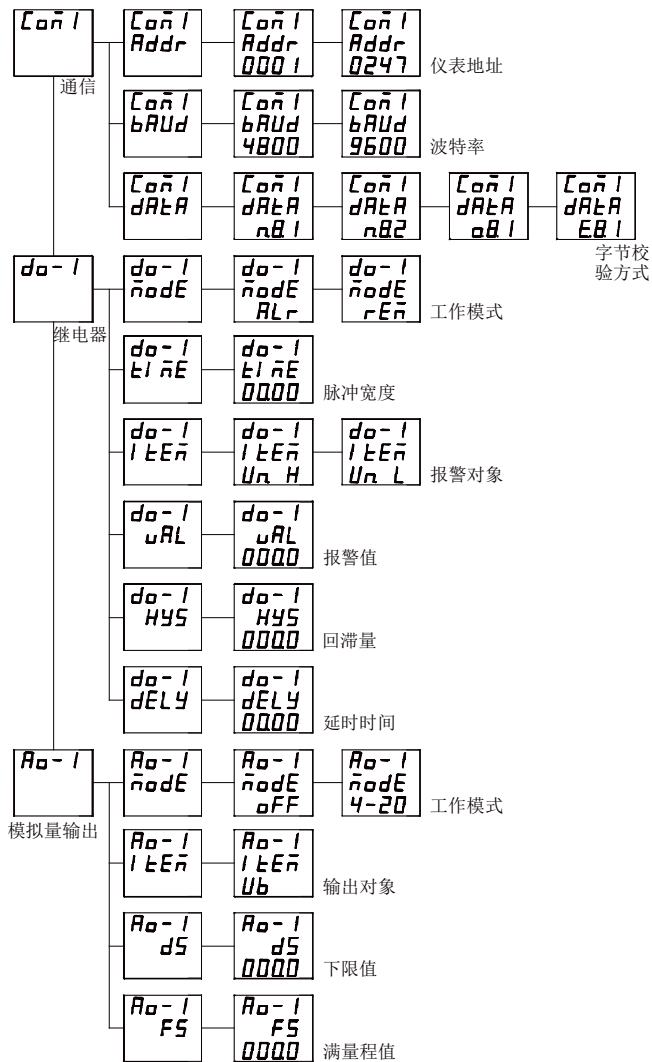 Com1 Com1 Com1 Com1
Addr Addr Addr
0001 0247 仪表地址
通信
Com1 Com1 Com1
bAUd bAUd bAUd
4800 9600 波特率
Com1 Com1 Com1 Com1 Com1
dAtA dAtA dAtA dAtA dAtA
n.8.1 n.8.2 o.8.1 E.8.1
字节校
验方式
do-1 do-1 do-1 do-1
modE modE modE
ALr rEm 工作模式
继电器
do-1 do-1
tImE tImE
00.00 脉冲宽度
do-1 do-1 do-1
ItEm ItEm ItEm
Un H Un L 报警对象
do-1 do-1
uAL uAL
000.0 报警值
do-1 do-1
HYS HYS
000.0 回滞量
do-1 do-1
dELY dELY
00.00 延时时间
Ao-1 Ao-1 Ao-1 Ao-1
modE modE modE
oFF 4-20 工作模式
模拟量输出
Ao-1 Ao-1
ItEm ItEm
Ub 输出对象
Ao-1 Ao-1
dS dS
000.0 下限值
Ao-1 Ao-1
FS FS
000.0 满量程值